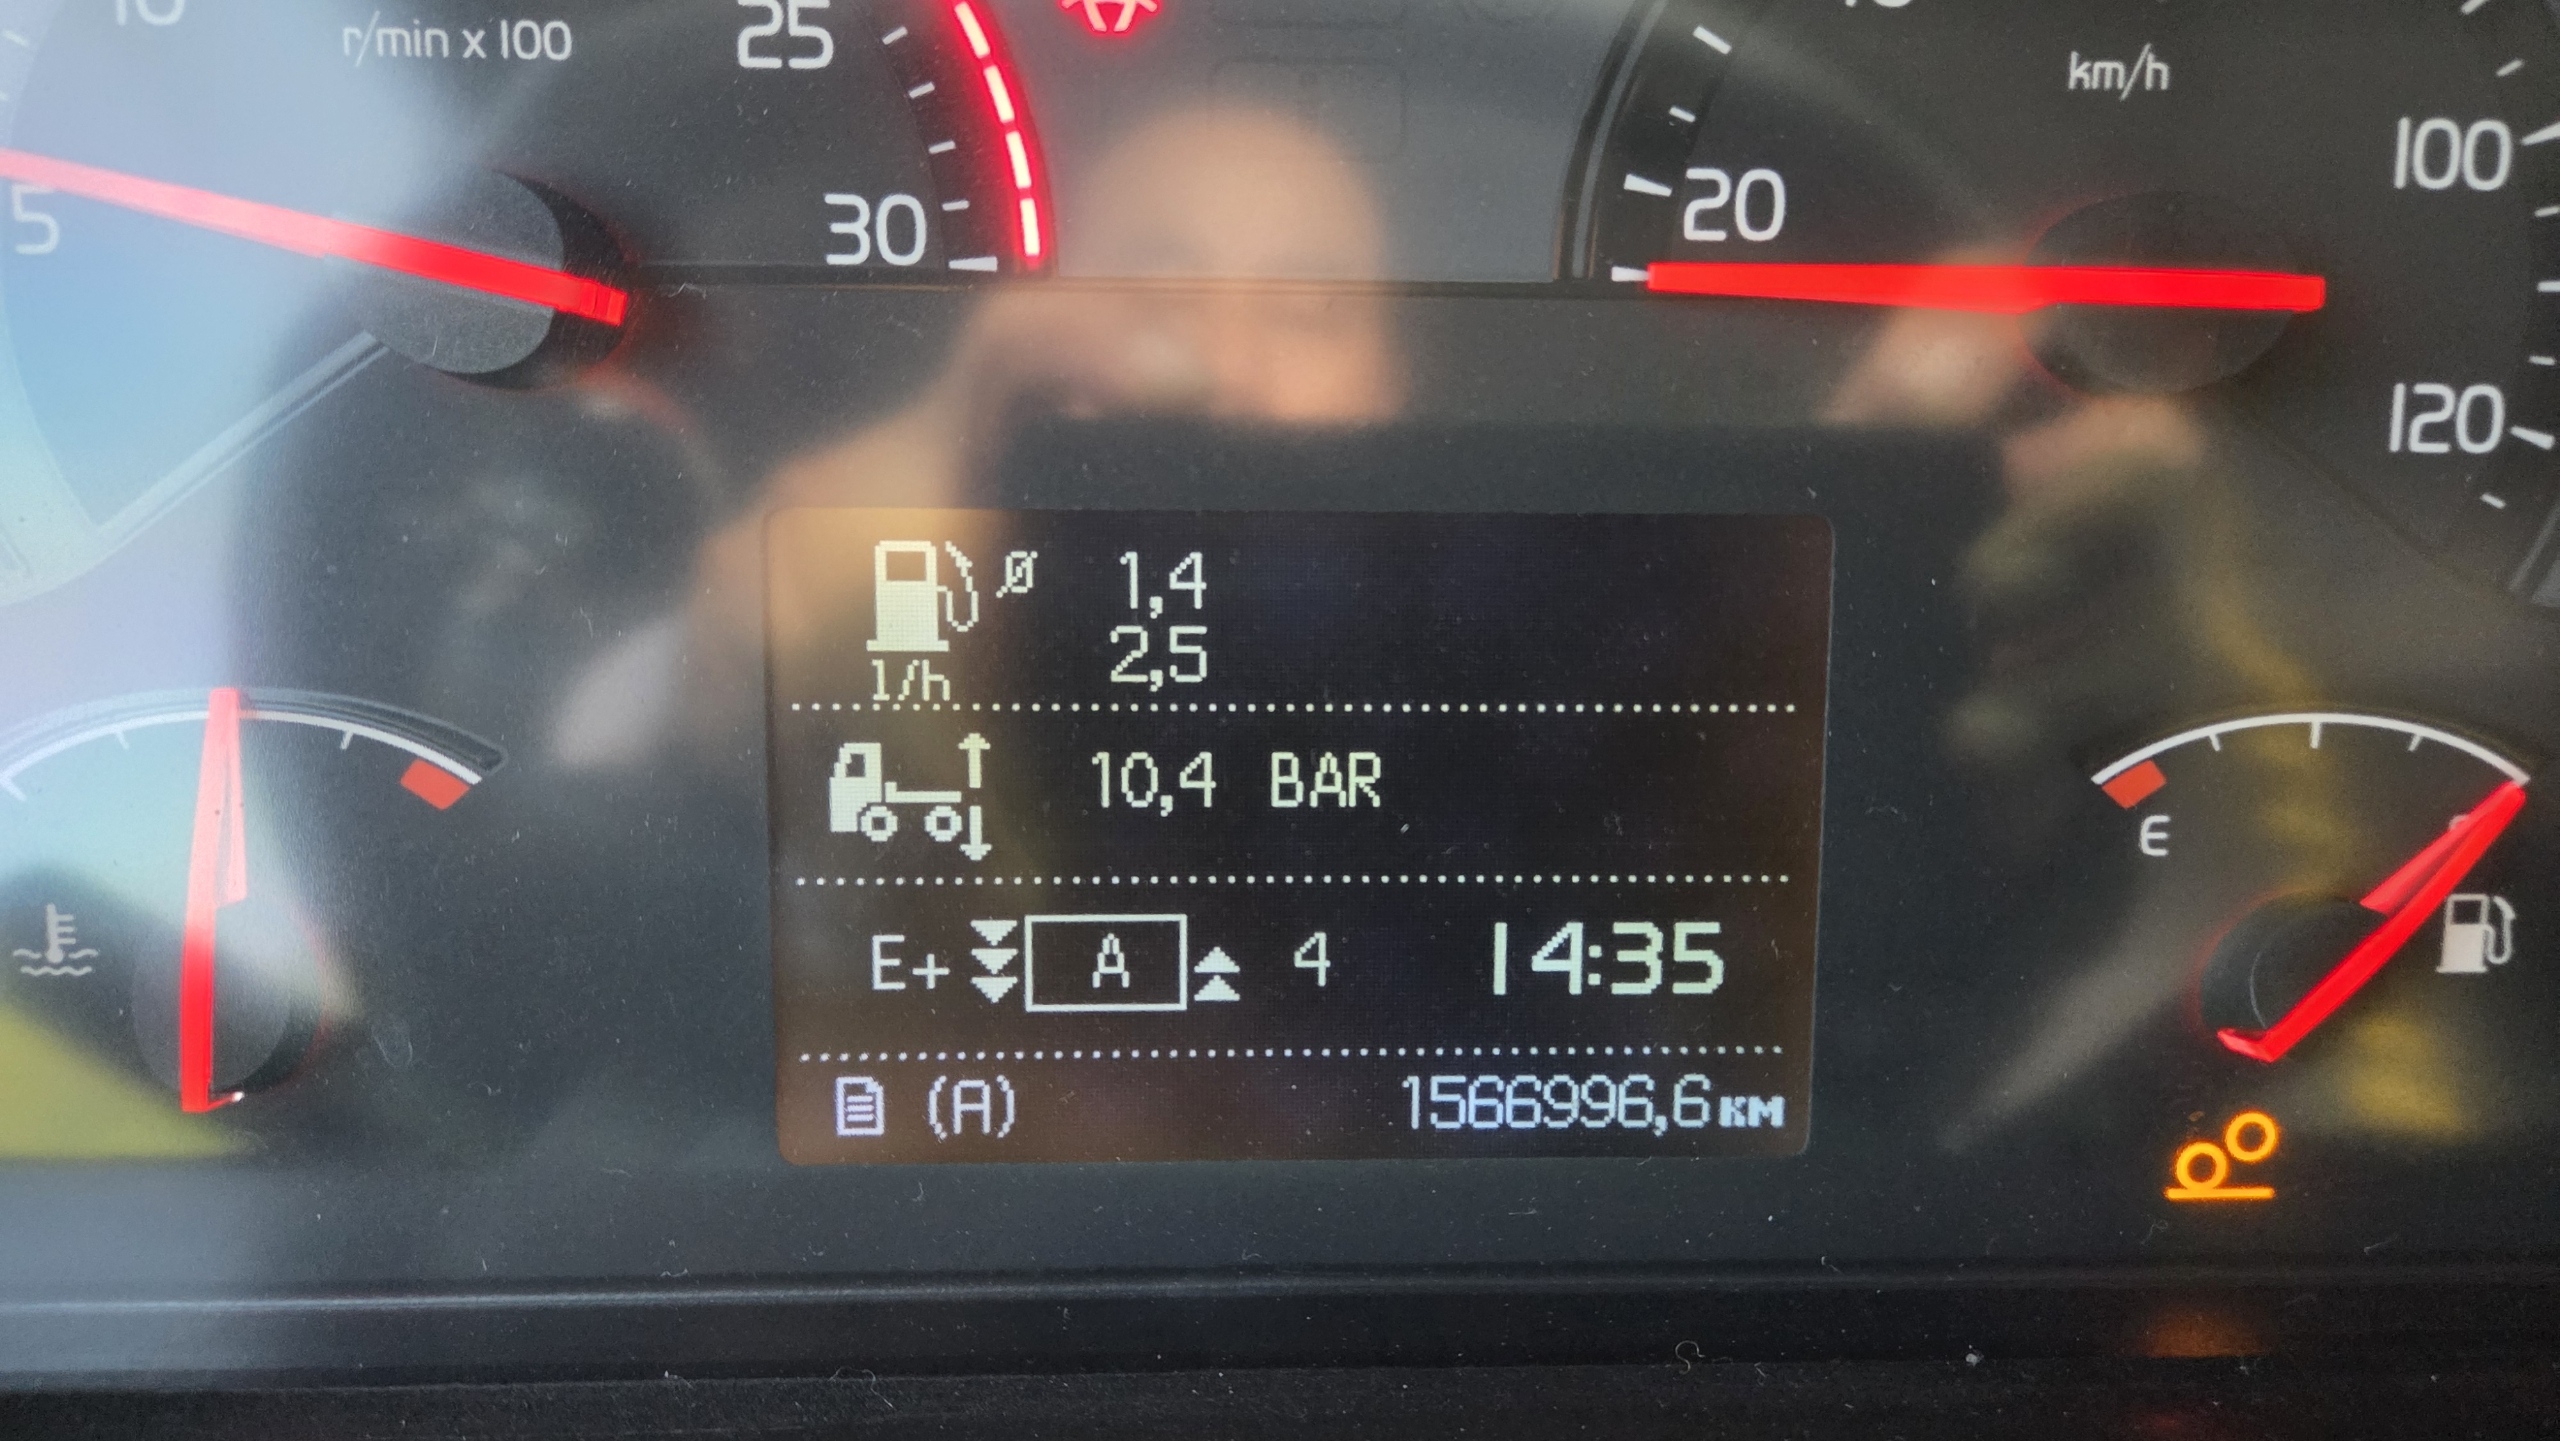 r/min x 100
25
30
5
km/h
20
100
120
1,4
2,5
l/h
10,4 BAR
E+ A 4 14:35
(A) 1566996,6 км
E